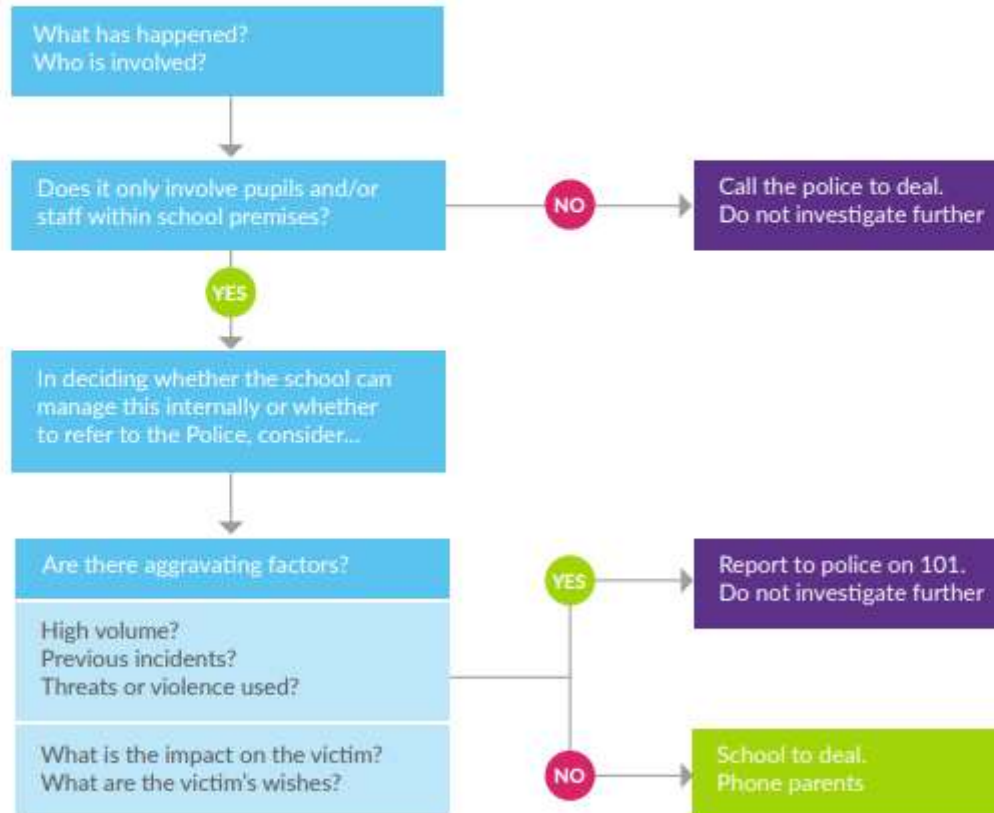 What has happened?
Who is involved?
Does it only involve pupils and/or
staff within school premises?
NO
Call the police to deal.
Do not investigate further
YES
In deciding whether the school can
manage this internally or whether
to refer to the Police, consider...
Are there aggravating factors?
High volume?
Previous incidents?
Threats or violence used?
What is the impact on the victim?
What are the victim's wishes?
YES
Report to police on 101.
Do not investigate further
NO
School to deal.
Phone parents